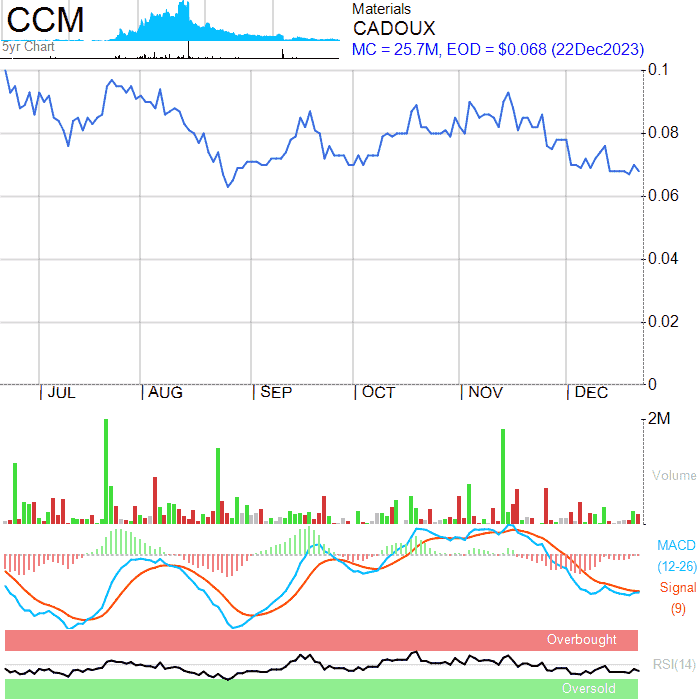 CCM
5yr Chart
Materials
CADOUX
MC = 25.7M, EOD = $0.068 (22Dec2023)
0.1
0.08
0.06
0.04
0.02
0
JUL AUG SEP OCT NOV DEC
2M
Volume
MACD
(12-26)
Signal
(9)
Overbought
RSI(14)
Oversold